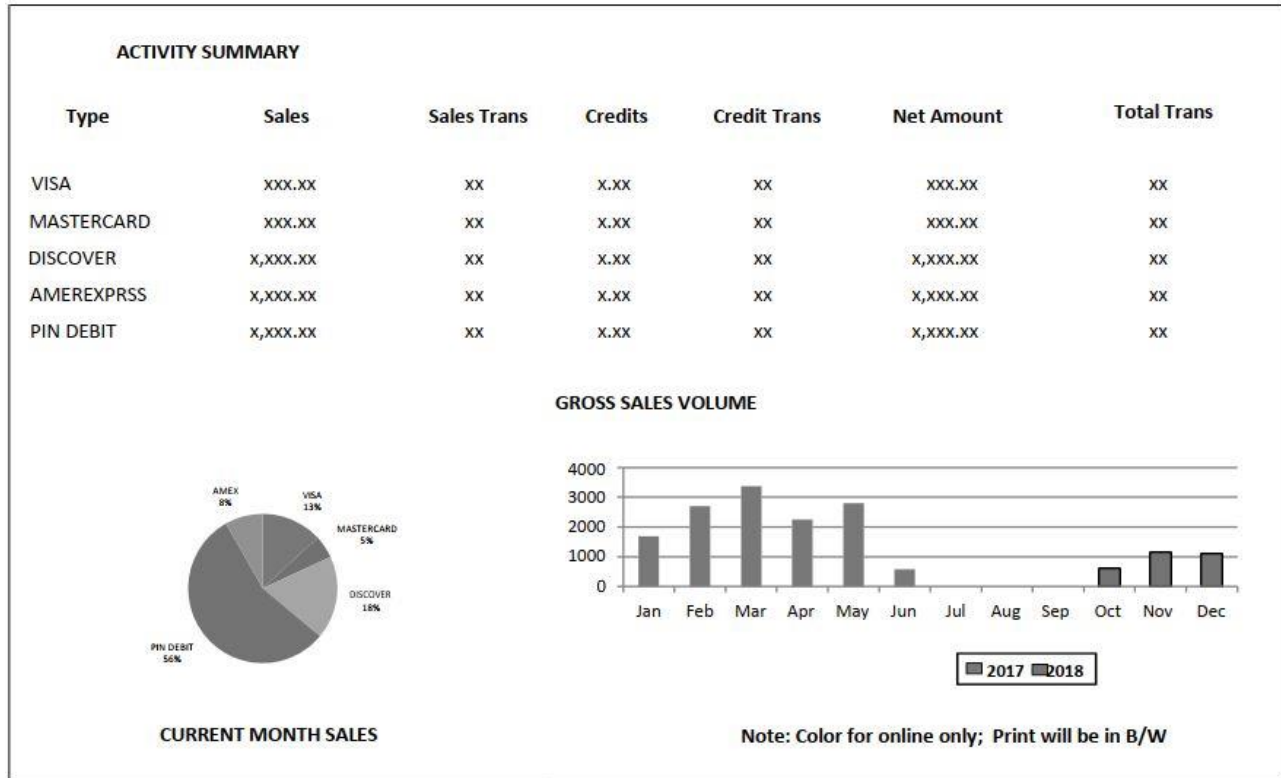 ACTIVITY SUMMARY
Type Sales Sales Trans Credits Credit Trans Net Amount Total Trans
VISA xxx.xx xx x.xx xx xxx.xx xx
MASTERCARD xxx.xx xx x.xx xx xxx.xx xx
DISCOVER x,xxx.xx xx x.xx xx x,xxx.xx xx
AMEREXPRSS x,xxx.xx xx x.xx xx x,xxx.xx xx
PIN DEBIT x,xxx.xx xx x.xx xx x,xxx.xx xx
GROSS SALES VOLUME
AMEX
8%
VISA
13%
MASTERCARD
5%
DISCOVER
18%
PIN DEBIT
56%
CURRENT MONTH SALES
4000
3000
2000
1000
0
Jan Feb Mar Apr May Jun Jul Aug Sep Oct Nov Dec
2017 2018
Note: Color for online only; Print will be in B/W